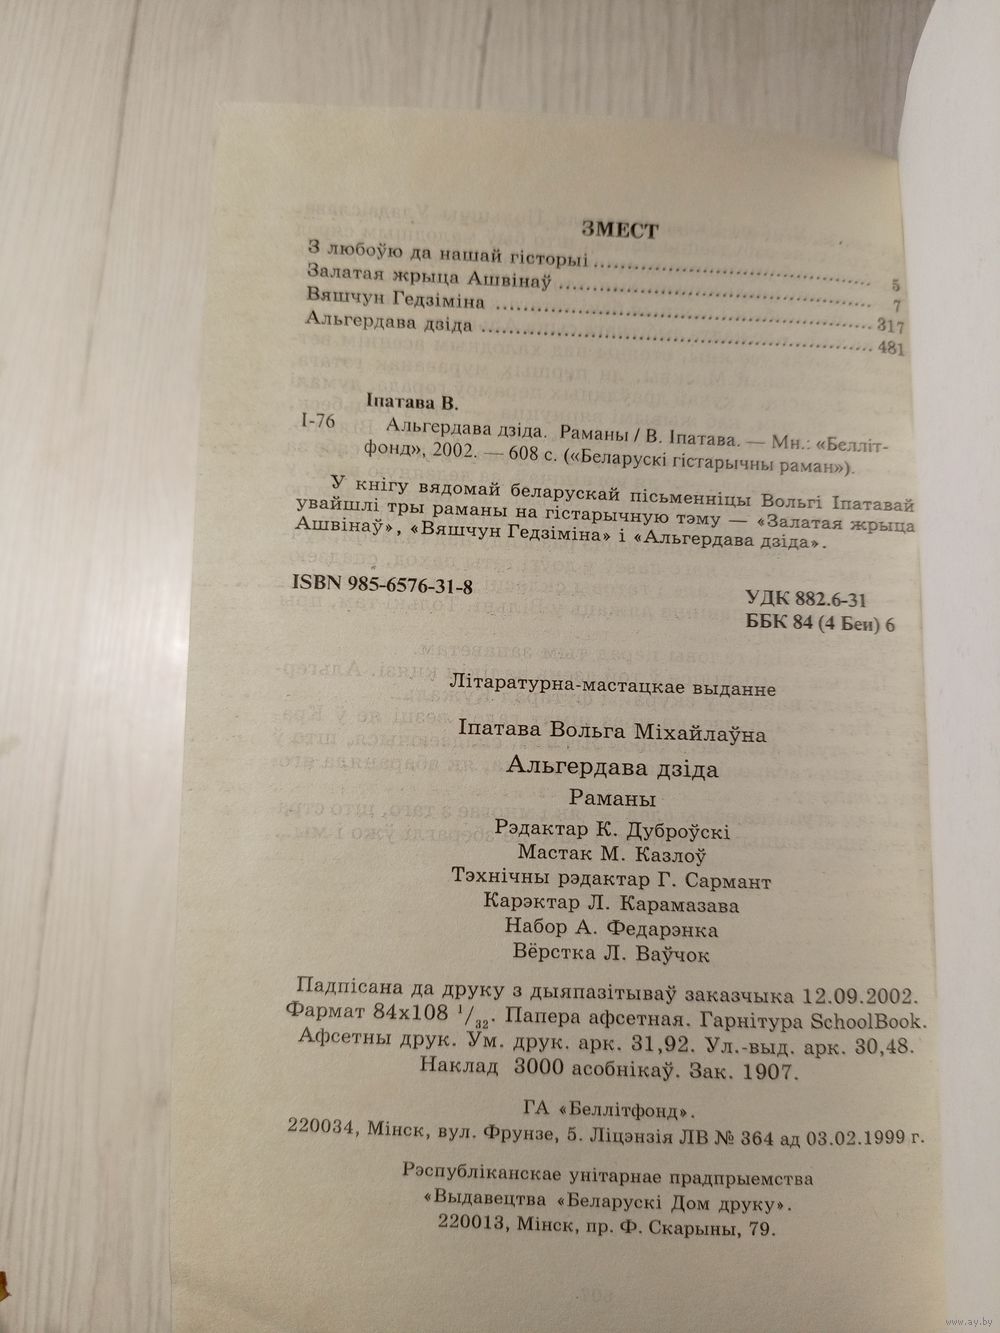 ЗМЕСТ
З любоўю да нашай гісторыі ........ 5
Залатая жрыца Ашвінаў ........ 7
Вяшчун Гедзіміна ........ 317
Альгердава дзіда ........ 481
Іпатава В.
І-76 Альгердава дзіда. Раманы / В. Іпатава. — Мн.: «Белліт-
фонд», 2002. — 608 с. («Беларускі гістарычны раман»).
У кнігу вядомай беларускай пісьменніцы Вольгі Іпатавай
увайшлі тры раманы на гістарычную тэму — «Залатая жрыца
Ашвінаў», «Вяшчун Гедзіміна» і «Альгердава дзіда».
ISBN 985-6576-31-8
УДК 882.6-31
ББК 84 (4 Беи) 6
Літаратурна-мастацкае выданне
Іпатава Вольга Міхайлаўна
Альгердава дзіда
Раманы
Рэдактар К. Дуброўскі
Мастак М. Казлоў
Тэхнічны рэдактар Г. Сармант
Карэктар Л. Карамазава
Набор А. Федарэнка
Вёрстка Л. Ваўчок
Падпісана да друку з дыяпазітываў заказчыка 12.09.2002.
Фармат 84х108 1/32. Папера афсетная. Гарнітура SchoolBook.
Афсетны друк. Ум. друк. арк. 31,92. Ул.-выд. арк. 30,48.
Наклад 3000 асобнікаў. Зак. 1907.
ГА «Беллітфонд».
220034, Мінск, вул. Фрунзе, 5. Ліцэнзія ЛВ № 364 ад 03.02.1999 г.
Рэспубліканскае унітарнае прадпрыемства
«Выдавецтва «Беларускі Дом друку».
220013, Мінск, пр. Ф. Скарыны, 79.
www.ay.by